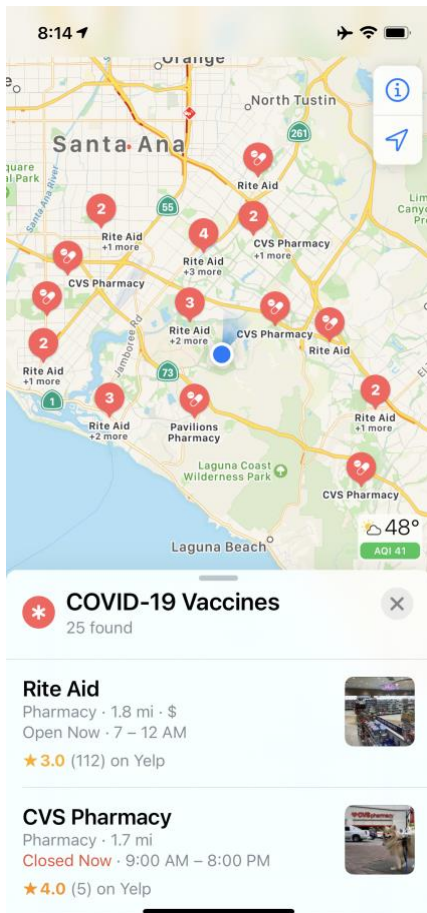 8:14
Orange
North Tustin
261
Santa Ana
Rite Aid
Santa Ana River
2
55
2
4
Rite Aid
+1 more
CVS Pharmacy
+1 more
Rite Aid
+3 more
CVS Pharmacy
3
Rite Aid
+2 more
CVS Pharmacy
Rite Aid
2
Jamboree Rd
Rite Aid
+1 more
73
1
3
2
Rite Aid
+2 more
Pavilions
Pharmacy
Rite Aid
+1 more
Laguna Coast
Wilderness Park
CVS Pharmacy
48°
AQI 41
Laguna Beach
COVID-19 Vaccines
25 found
Rite Aid
Pharmacy · 1.8 mi · $
Open Now · 7 – 12 AM
★3.0 (112) on Yelp
CVS Pharmacy
Pharmacy · 1.7 mi
Closed Now · 9:00 AM – 8:00 PM
★4.0 (5) on Yelp